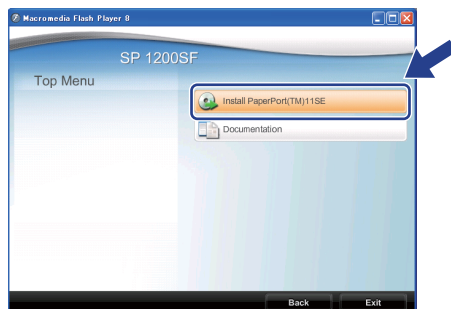 Macromedia Flash Player 8
SP 1200SF
Top Menu
Install PaperPort(TM)11SE
Documentation
Back Exit